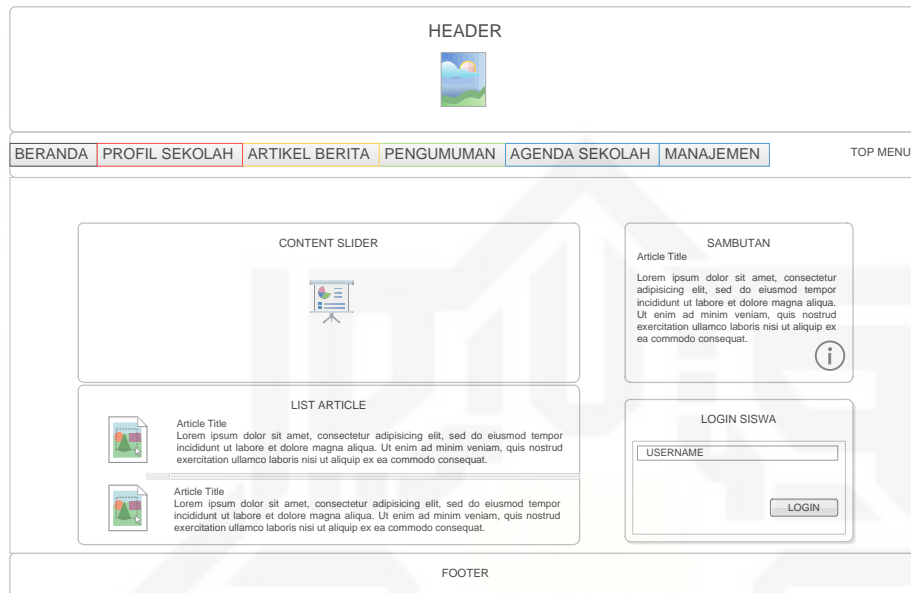 HEADER
BERANDA PROFIL SEKOLAH ARTIKEL BERITA PENGUMUMAN AGENDA SEKOLAH MANAJEMEN TOP MENU
CONTENT SLIDER
SAMBUTAN
Article Title
Lorem ipsum dolor sit amet, consectetur
adipisicing elit, sed do eiusmod tempor
incididunt ut labore et dolore magna aliqua.
Ut enim ad minim veniam, quis nostrud
exercitation ullamco laboris nisi ut aliquip ex
ea commodo consequat.
LIST ARTICLE
Article Title
Lorem ipsum dolor sit amet, consectetur adipisicing elit, sed do eiusmod tempor
incididunt ut labore et dolore magna aliqua. Ut enim ad minim veniam, quis nostrud
exercitation ullamco laboris nisi ut aliquip ex ea commodo consequat.
Article Title
Lorem ipsum dolor sit amet, consectetur adipisicing elit, sed do eiusmod tempor
incididunt ut labore et dolore magna aliqua. Ut enim ad minim veniam, quis nostrud
exercitation ullamco laboris nisi ut aliquip ex ea commodo consequat.
LOGIN SISWA
USERNAME
LOGIN
FOOTER